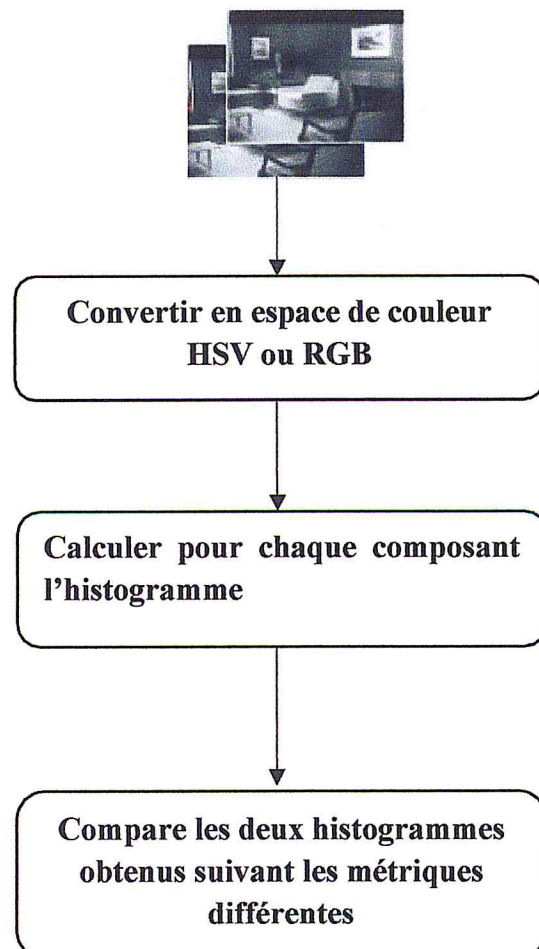 Convertir en espace de couleur
HSV ou RGB
Calculer pour chaque composant
l'histogramme
Compare les deux histogrammes
obtenus suivant les métriques
différentes